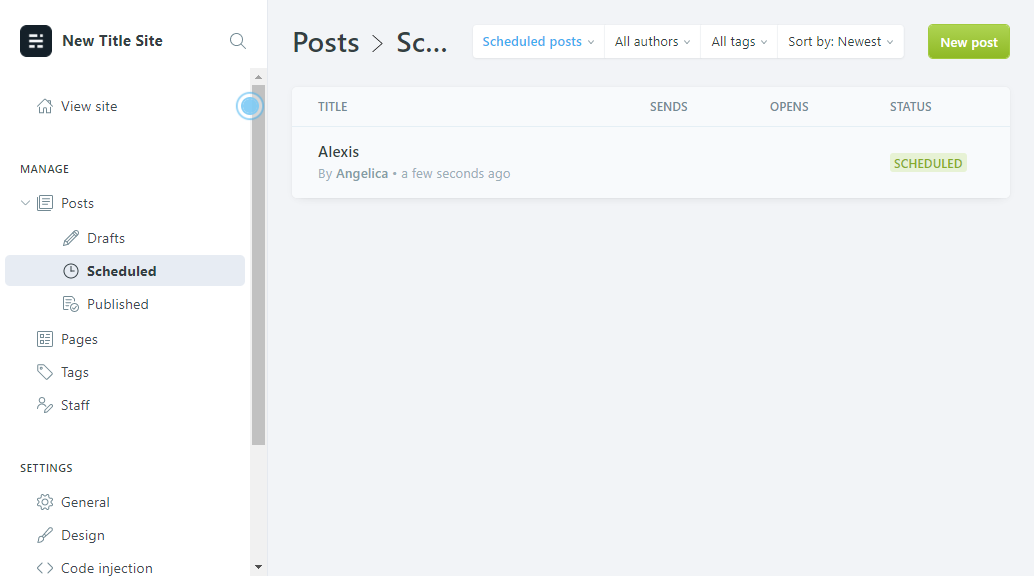 New Title Site
View site
MANAGE
Posts
Drafts
Scheduled
Published
Pages
Tags
Staff
SETTINGS
General
Design
Code injection
Posts > Sc...
Scheduled posts
All authors
All tags
Sort by: Newest
New post
TITLE SENDS OPENS STATUS
Alexis
By Angelica • a few seconds ago
SCHEDULED